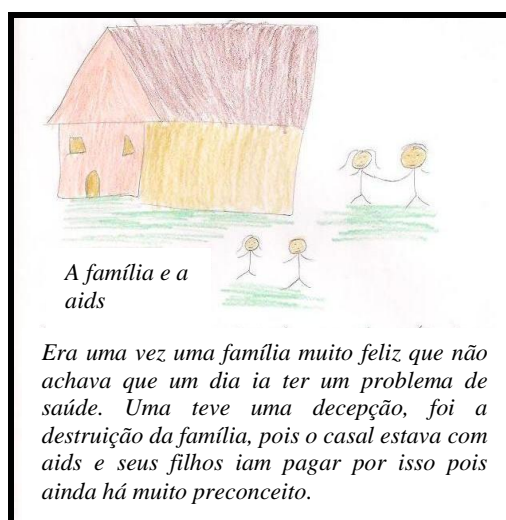 A família e a
aids
Era uma vez uma família muito feliz que não
achava que um dia ia ter um problema de
saúde. Uma teve uma decepção, foi a
destruição da família, pois o casal estava com
aids e seus filhos iam pagar por isso pois
ainda há muito preconceito.